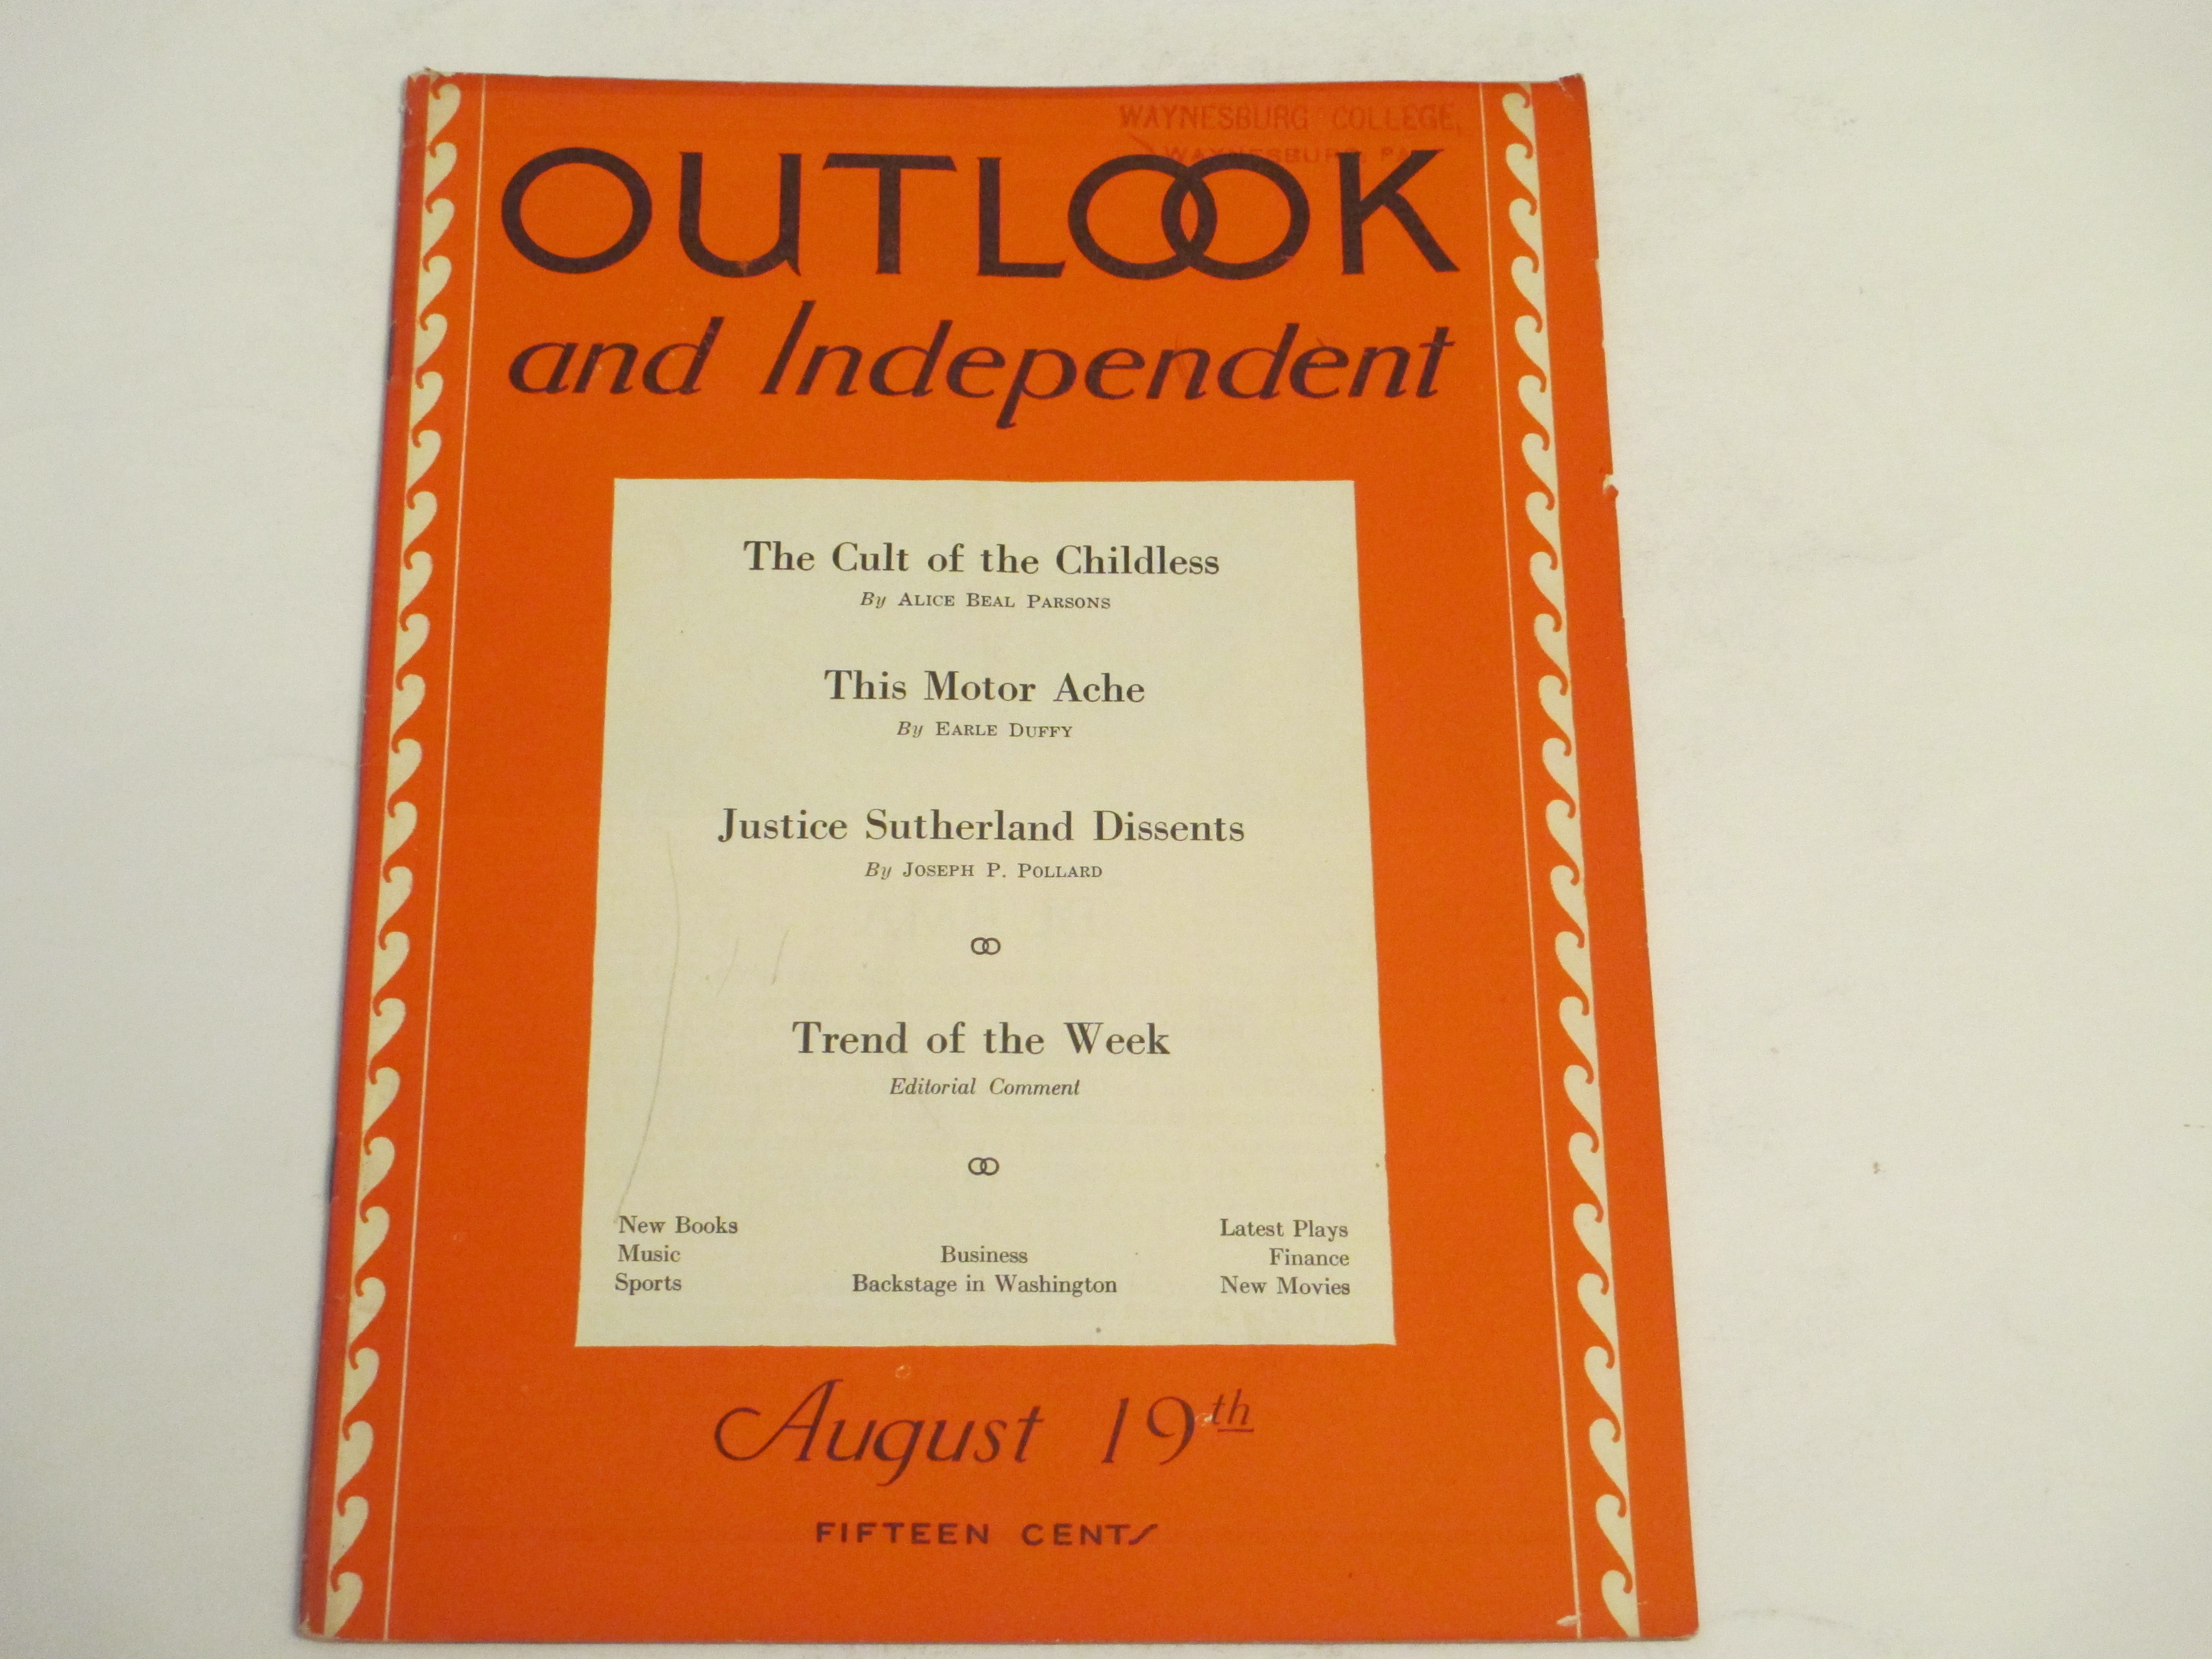 WAYNESBURG COLLEGE,
WAYNESBURG, PA.
OUTLOOK
and Independent
The Cult of the Childless
By ALICE BEAL PARSONS
This Motor Ache
By EARLE DUFFY
Justice Sutherland Dissents
By JOSEPH P. POLLARD
Trend of the Week
Editorial Comment
New Books
Music
Sports
Business
Backstage in Washington
Latest Plays
Finance
New Movies
August 19th
FIFTEEN CENTS